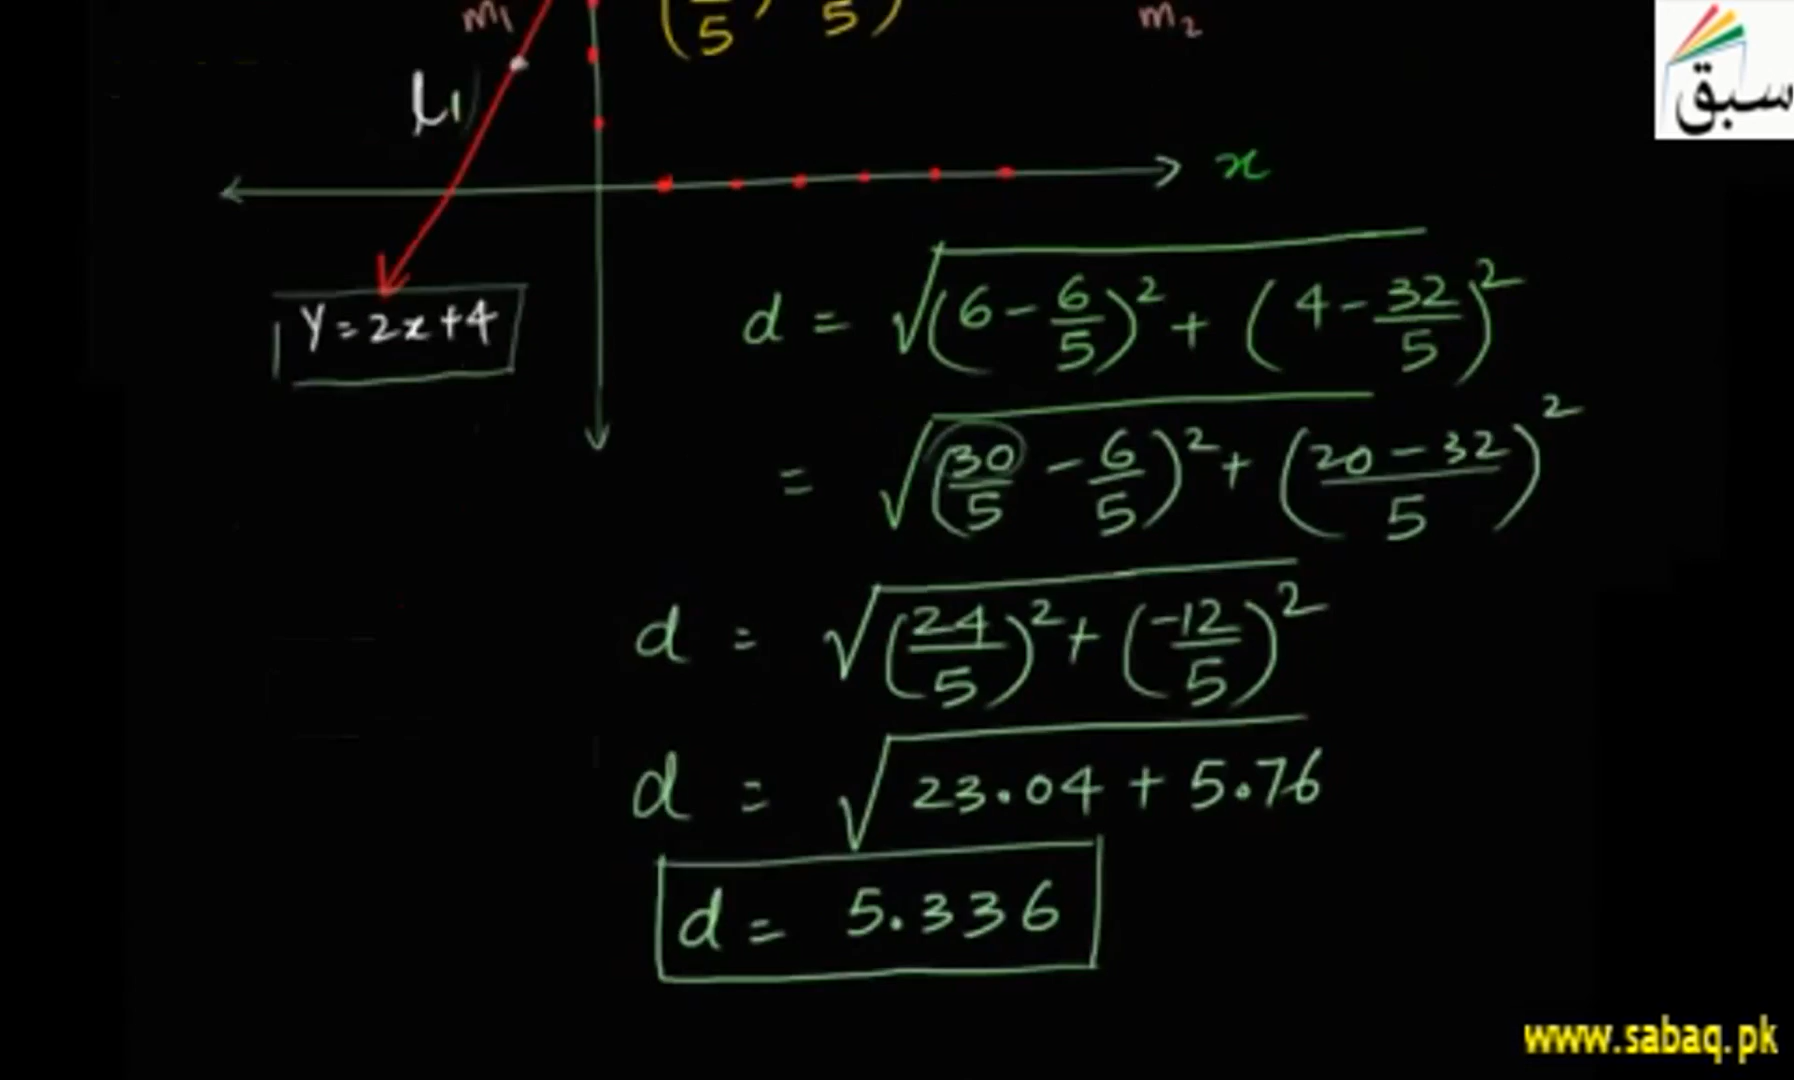 m₁
( /5, /5)
m₂
سبق
L₁
x
Y=2x+4
d = √(6-6/5)²+(4-32/5)²
= √(30/5-6/5)²+(20-32/5)²
d = √(24/5)²+(-12/5)²
d = √23.04+5.76
d = 5.336
www.sabaq.pk